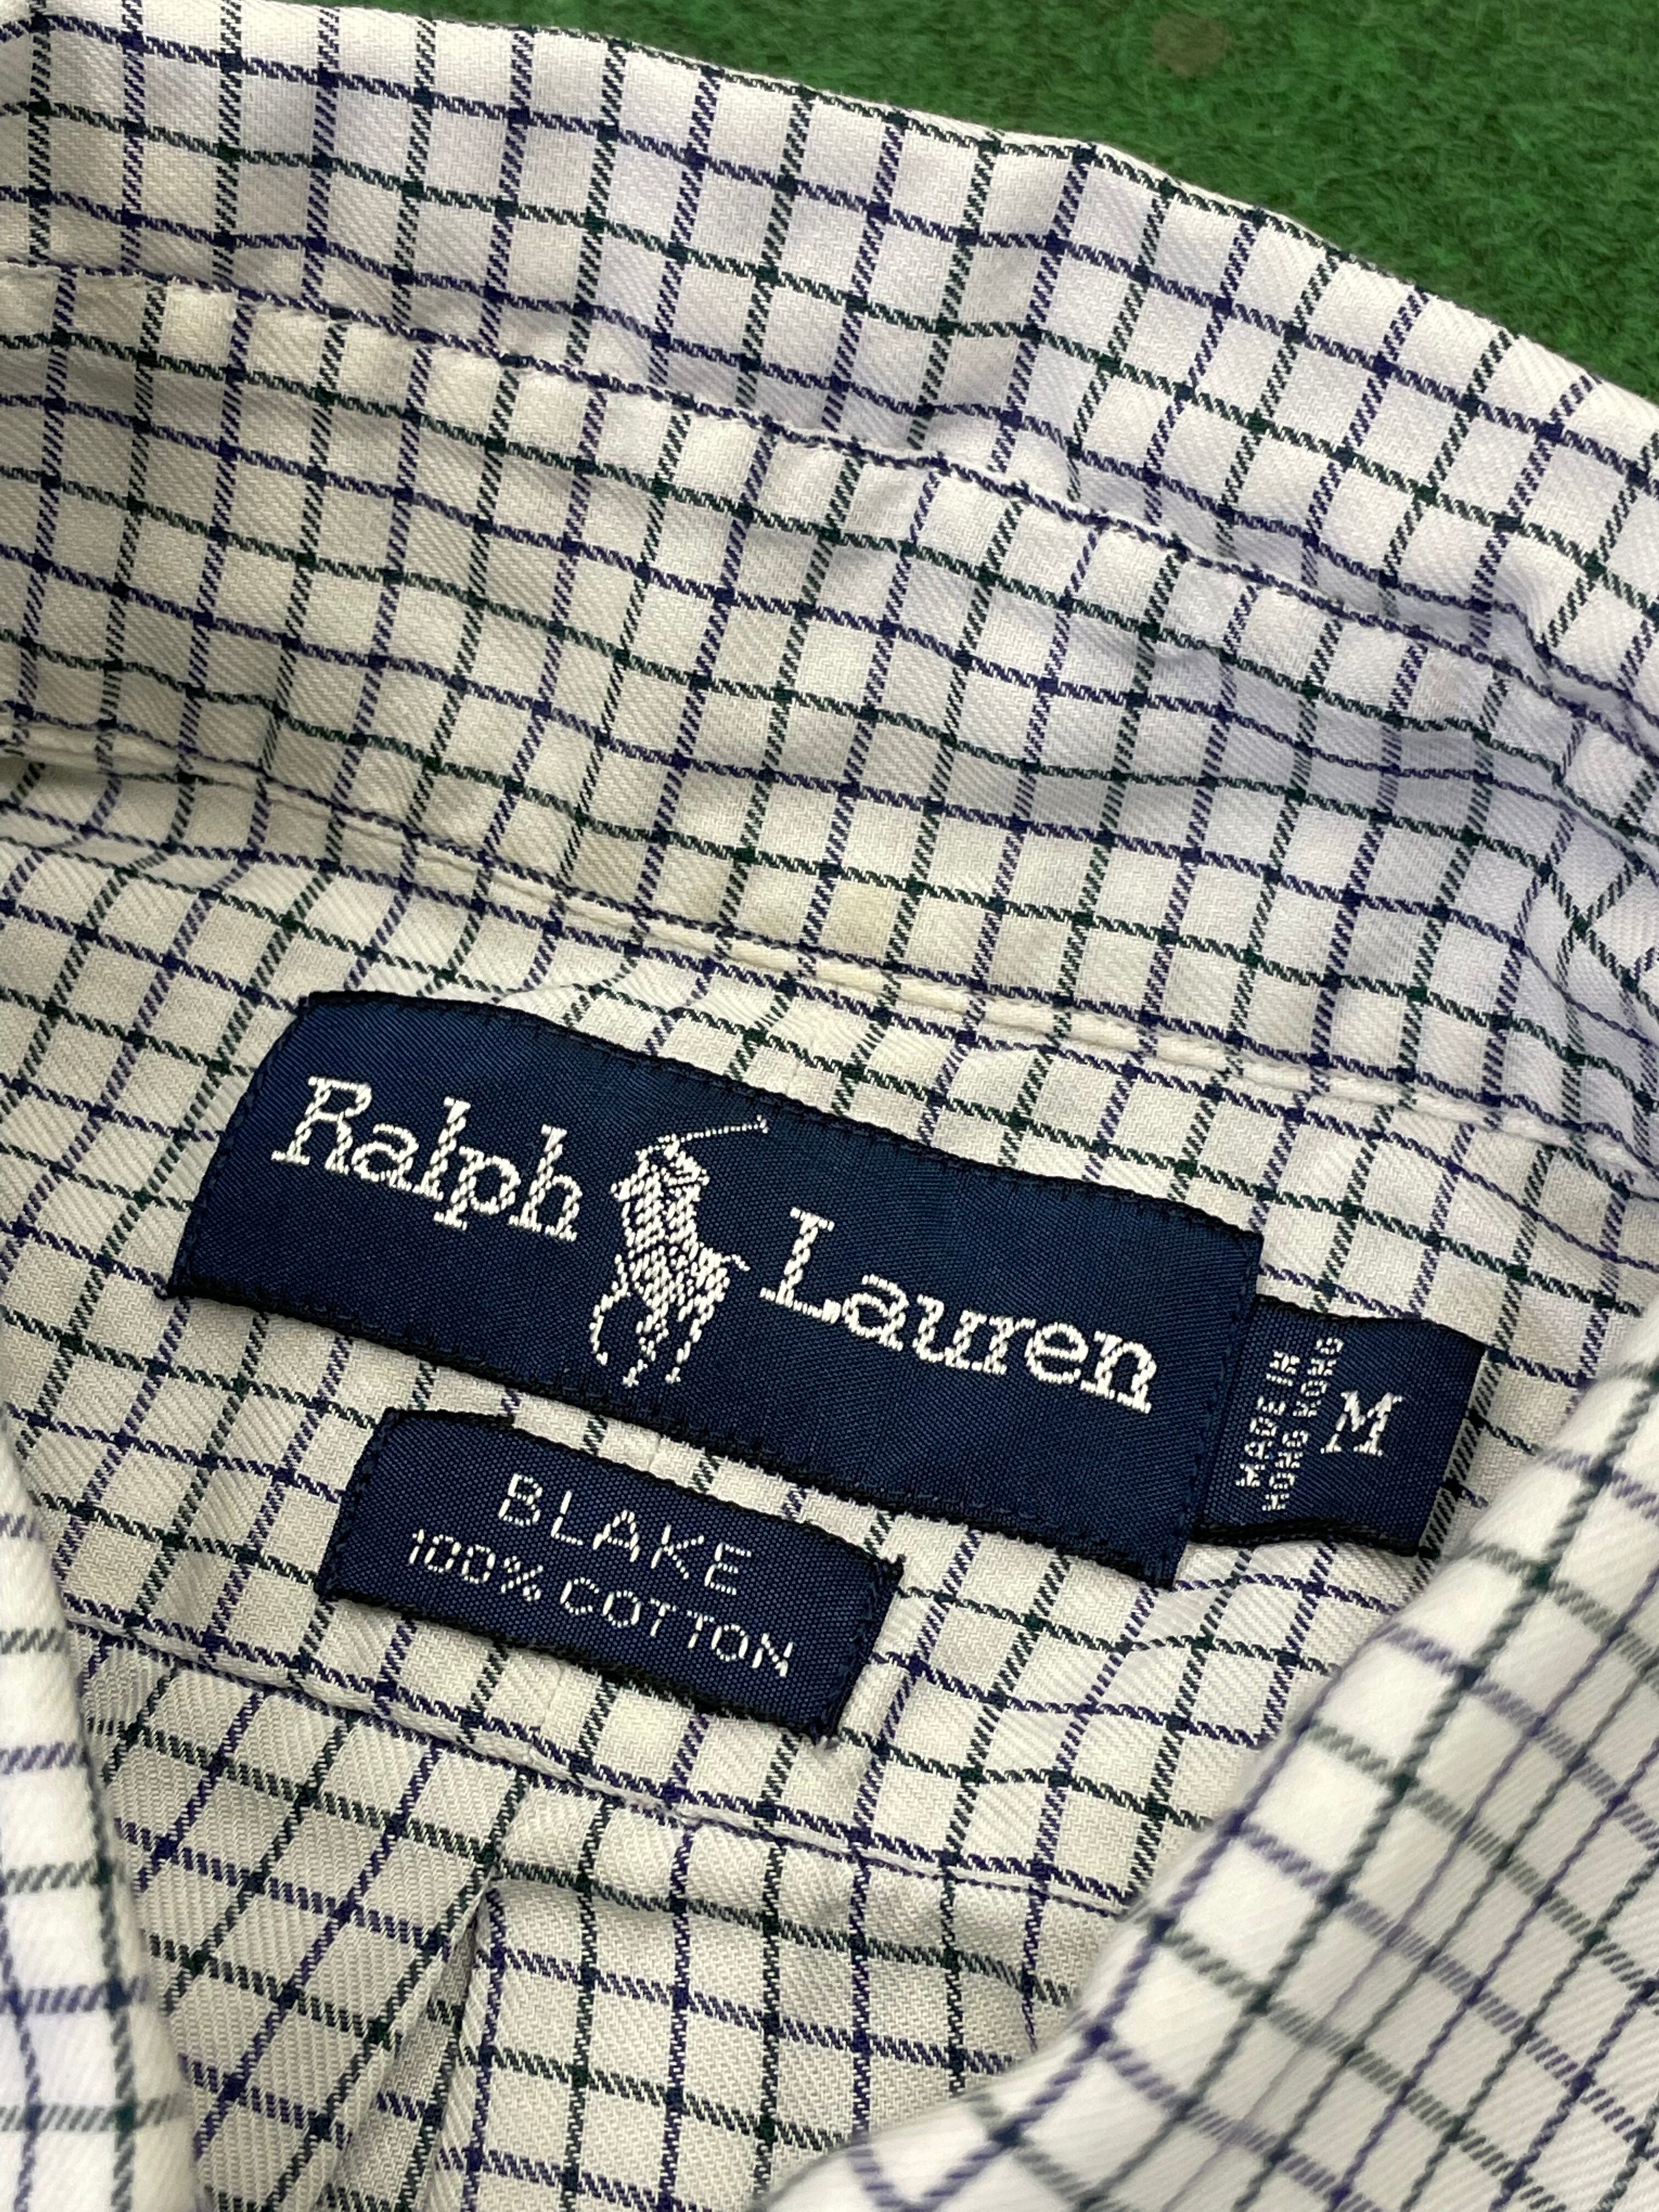 Ralph Lauren
MADE IN
HONG KONG
M
BLAKE
100% COTTON